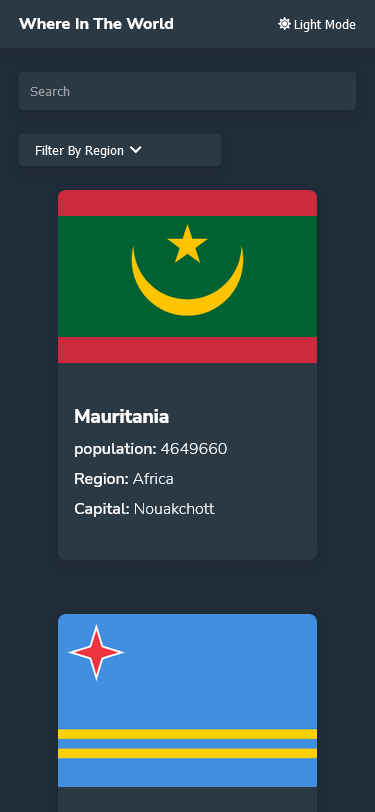 Where In The World
Light Mode
Search
Filter By Region
Mauritania
population: 4649660
Region: Africa
Capital: Nouakchott